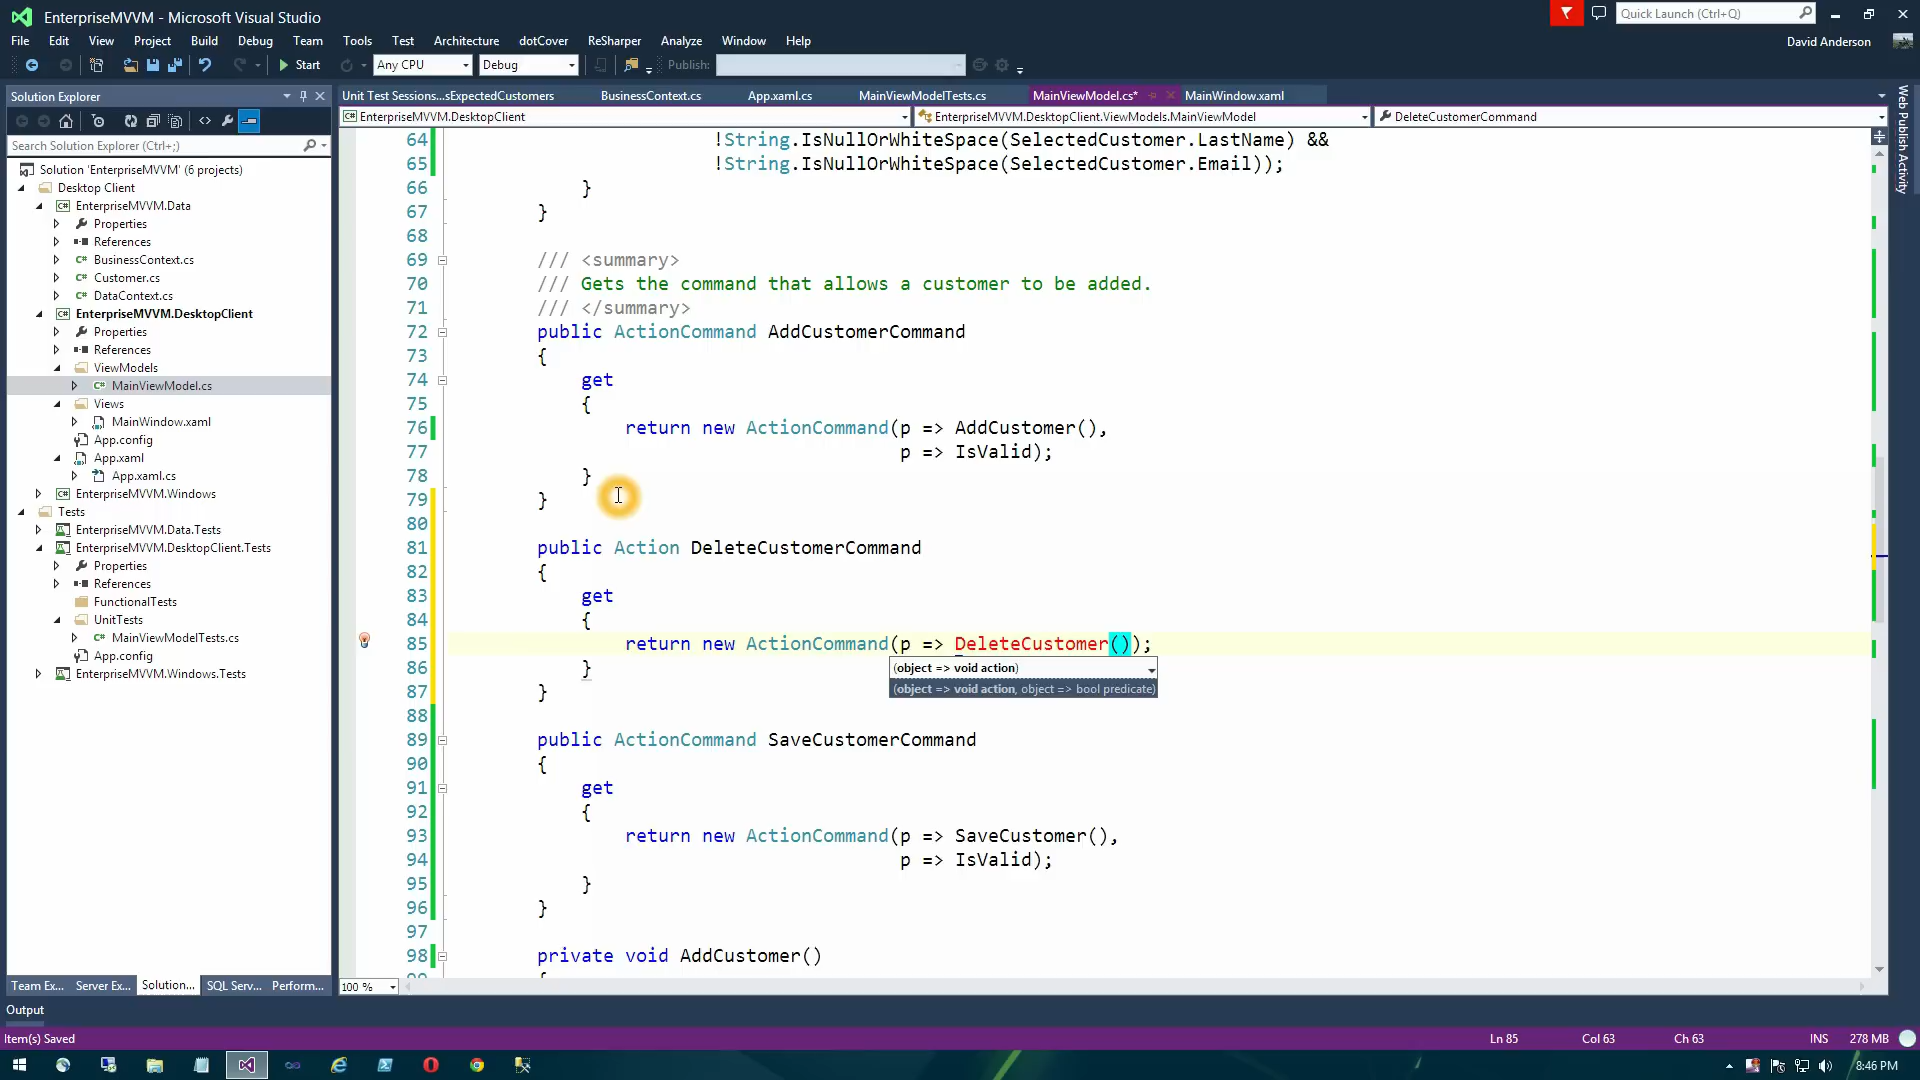 EnterpriseMVVM - Microsoft Visual Studio
Quick Launch (Ctrl+Q)
File Edit View Project Build Debug Team Tools Test Architecture dotCover ReSharper Analyze Window Help
David Anderson
Start Any CPU Debug Publish:
Solution Explorer
Unit Test Sessions...sExpectedCustomers BusinessContext.cs App.xaml.cs MainViewModelTests.cs MainViewModel.cs* MainWindow.xaml
EnterpriseMVVM.DesktopClient EnterpriseMVVM.DesktopClient.ViewModels.MainViewModel DeleteCustomerCommand
Web Publish Activity
Search Solution Explorer (Ctrl+;)
Solution 'EnterpriseMVVM' (6 projects)
Desktop Client
EnterpriseMVVM.Data
Properties
References
BusinessContext.cs
Customer.cs
DataContext.cs
EnterpriseMVVM.DesktopClient
Properties
References
ViewModels
MainViewModel.cs
Views
MainWindow.xaml
App.config
App.xaml
App.xaml.cs
EnterpriseMVVM.Windows
Tests
EnterpriseMVVM.Data.Tests
EnterpriseMVVM.DesktopClient.Tests
Properties
References
FunctionalTests
UnitTests
MainViewModelTests.cs
App.config
EnterpriseMVVM.Windows.Tests
64 !String.IsNullOrWhiteSpace(SelectedCustomer.LastName) &&
65 !String.IsNullOrWhiteSpace(SelectedCustomer.Email));
66 }
67 }
68
69 /// <summary>
70 /// Gets the command that allows a customer to be added.
71 /// </summary>
72 public ActionCommand AddCustomerCommand
73 {
74 get
75 {
76 return new ActionCommand(p => AddCustomer(),
77 p => IsValid);
78 }
79 }
80
81 public Action DeleteCustomerCommand
82 {
83 get
84 {
85 return new ActionCommand(p => DeleteCustomer());
(object => void action)
(object => void action, object => bool predicate)
86 }
87 }
88
89 public ActionCommand SaveCustomerCommand
90 {
91 get
92 {
93 return new ActionCommand(p => SaveCustomer(),
94 p => IsValid);
95 }
96 }
97
98 private void AddCustomer()
99 {
Team Ex... Server Ex... Solution... SQL Serv... Perform...
100 %
Output
Item(s) Saved Ln 85 Col 63 Ch 63 INS 278 MB
8:46 PM